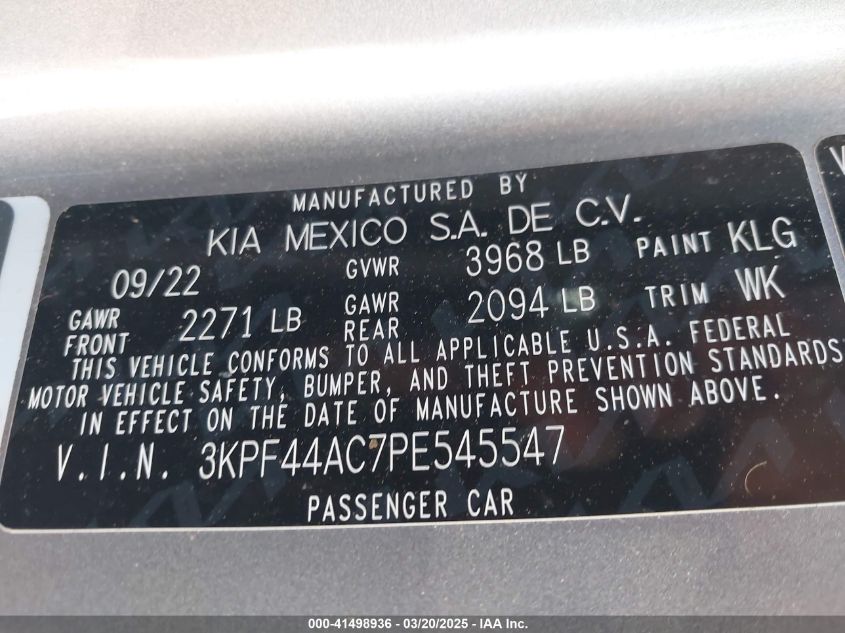 MANUFACTURED BY
KIA MEXICO S.A. DE C.V.
09/22 GVWR 3968 LB PAINT KLG
GAWR FRONT 2271 LB GAWR REAR 2094 LB TRIM WK
THIS VEHICLE CONFORMS TO ALL APPLICABLE U.S.A. FEDERAL
MOTOR VEHICLE SAFETY, BUMPER, AND THEFT PREVENTION STANDARDS
IN EFFECT ON THE DATE OF MANUFACTURE SHOWN ABOVE.
V.I.N. 3KPF44AC7PE545547
PASSENGER CAR
V
000-41498936 - 03/20/2025 - IAA Inc.